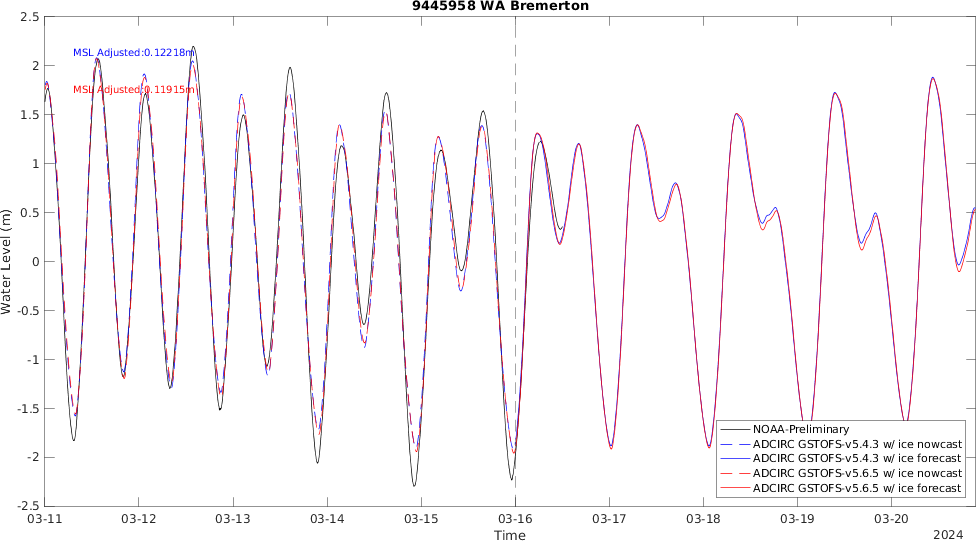 9445958 WA Bremerton
MSL Adjusted:0.12218m
MSL Adjusted:0.11915m
Water Level (m)
2.5
2
1.5
1
0.5
0
-0.5
-1
-1.5
-2
-2.5
NOAA-Preliminary
ADCIRC GSTOFS-v5.4.3 w/ ice nowcast
ADCIRC GSTOFS-v5.4.3 w/ ice forecast
ADCIRC GSTOFS-v5.6.5 w/ ice nowcast
ADCIRC GSTOFS-v5.6.5 w/ ice forecast
03-11 03-12 03-13 03-14 03-15 03-16 03-17 03-18 03-19 03-20
Time
2024